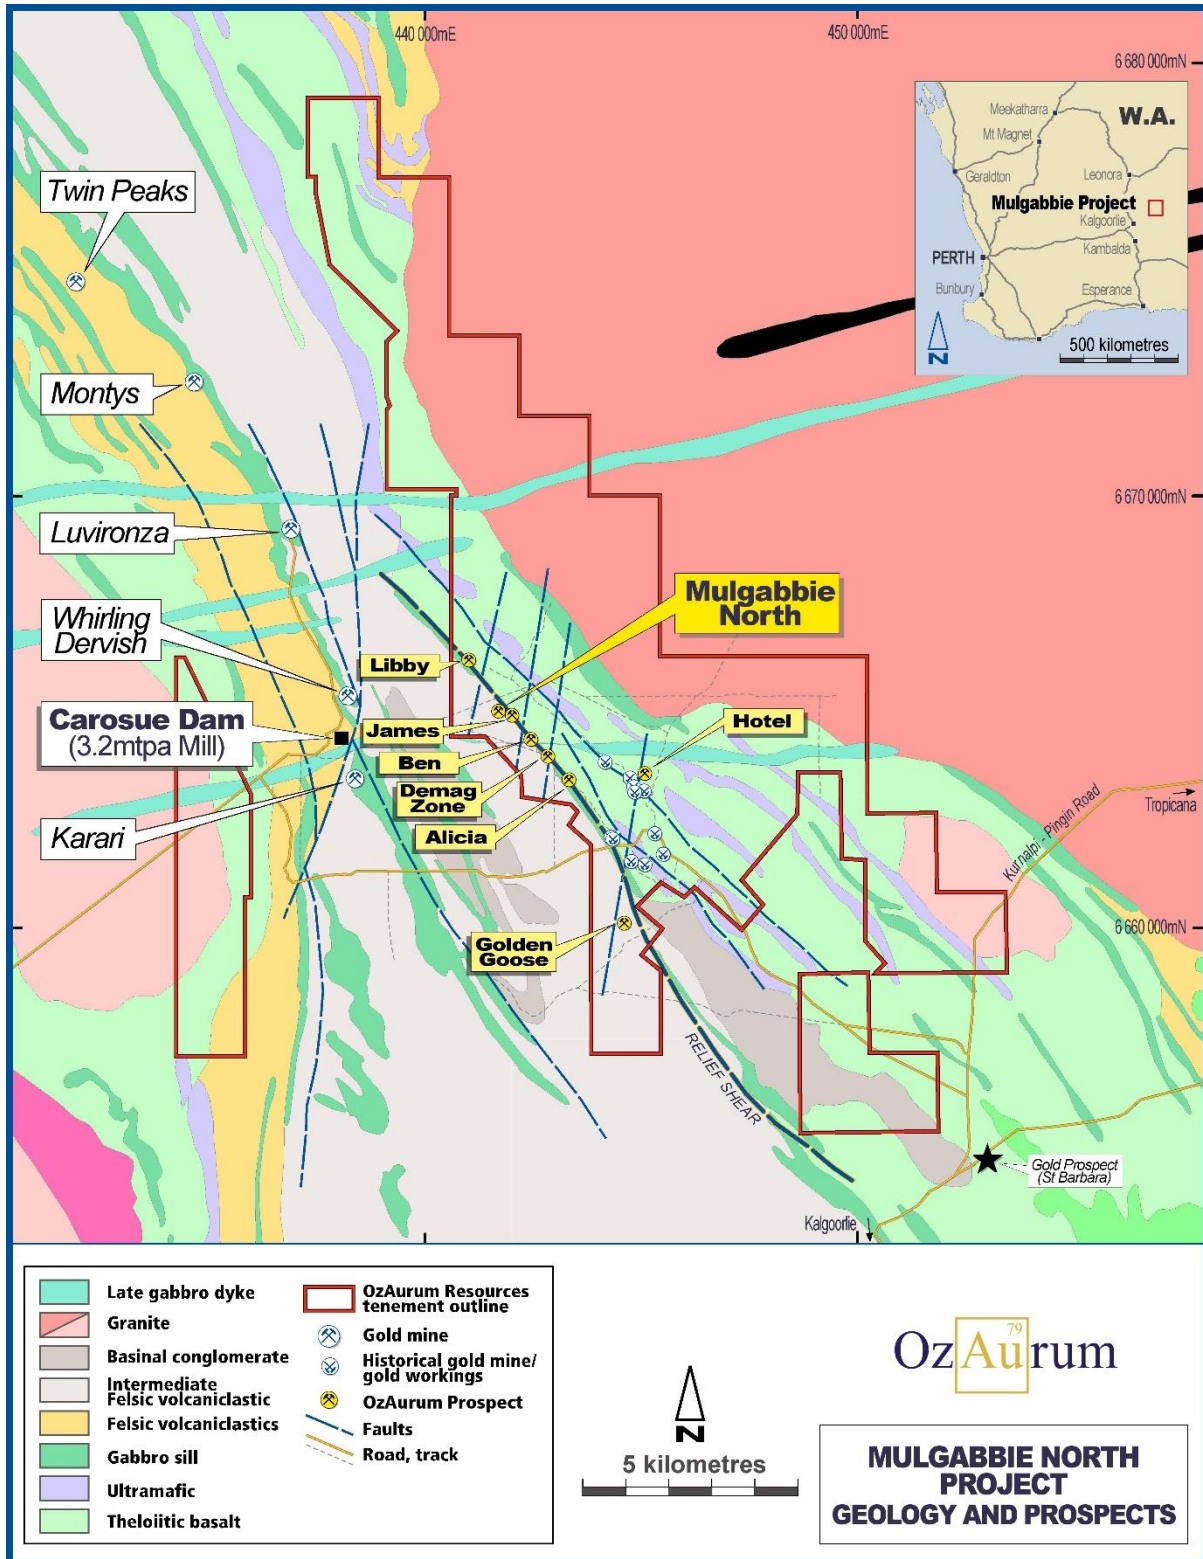 440 000mE
450 000mE
6 680 000mN
W.A.
Meekatharra
Mt Magnet
Geraldton
Leonora
Mulgabbie Project
Kalgoorlie
Kambalda
PERTH
Bunbury
Esperance
N
500 kilometres
Twin Peaks
Montys
6 670 000mN
Luvironza
Whirling
Dervish
Mulgabbie
North
Libby
Carosue Dam
(3.2mtpa Mill)
James
Hotel
Ben
Demag
Zone
Alicia
Karari
Kurnalpi - Pingin Road
Tropicana
Golden
Goose
6 660 000mN
RELIEF SHEAR
Gold Prospect
(St Barbara)
Kalgoorlie
Late gabbro dyke
Granite
Basinal conglomerate
Intermediate
Felsic volcaniclastic
Felsic volcaniclastics
Gabbro sill
Ultramafic
Theloiitic basalt
OzAurum Resources
tenement outline
Gold mine
Historical gold mine/
gold workings
OzAurum Prospect
Faults
Road, track
N
5 kilometres
79
OzAurum
MULGABBIE NORTH
PROJECT
GEOLOGY AND PROSPECTS